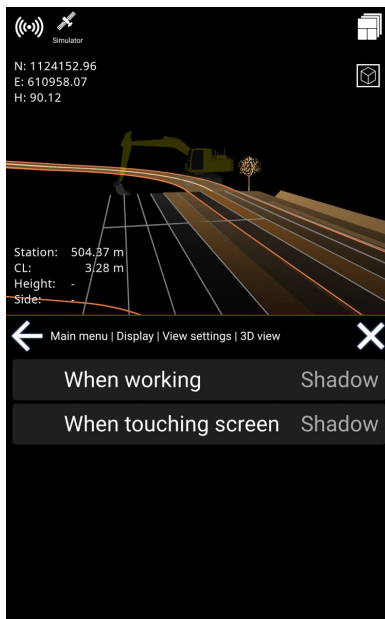 Simulator
N: 1124152.96
E: 610958.07
H: 90.12
Station: 504.37 m
CL: 3.28 m
Height: -
Side: -
Main menu | Display | View settings | 3D view
When working Shadow
When touching screen Shadow